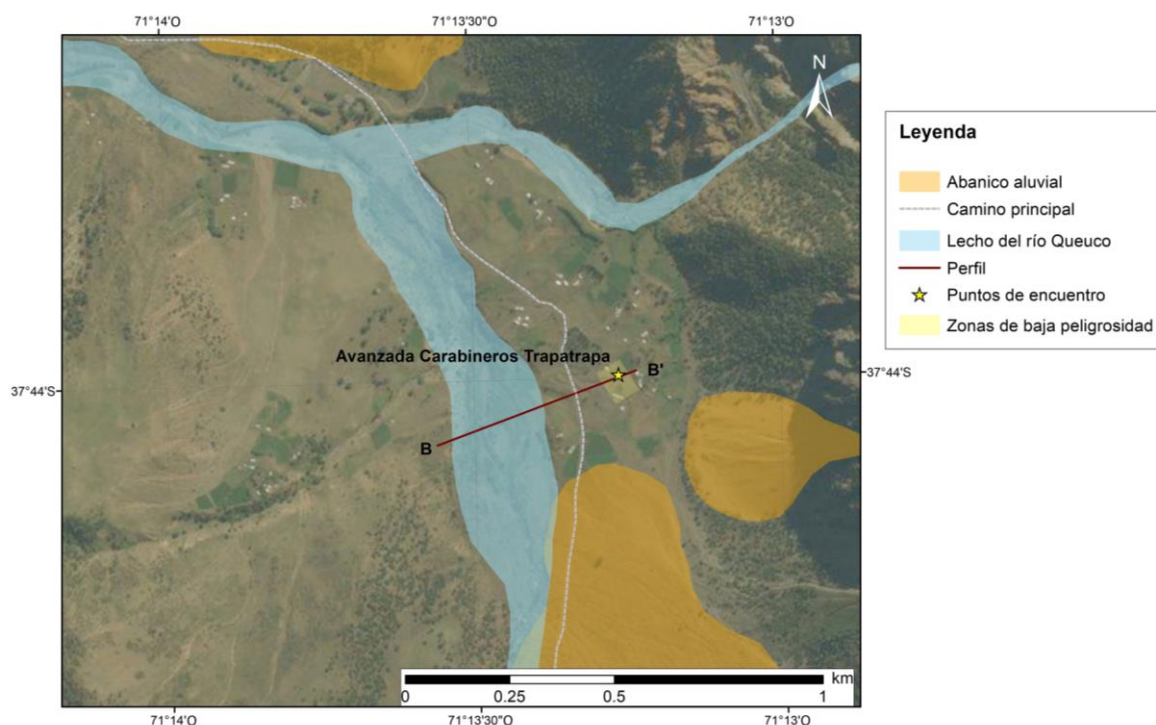 71°14'O
71°13'30"O
71°13'O
N
Leyenda
Abanico aluvial
Camino principal
Lecho del río Queuco
Perfil
Puntos de encuentro
Zonas de baja peligrosidad
Avanzada Carabineros Trapatrapa
B'
37°44'S
37°44'S
B
km
0
0.25
0.5
1
71°14'O
71°13'30"O
71°13'O